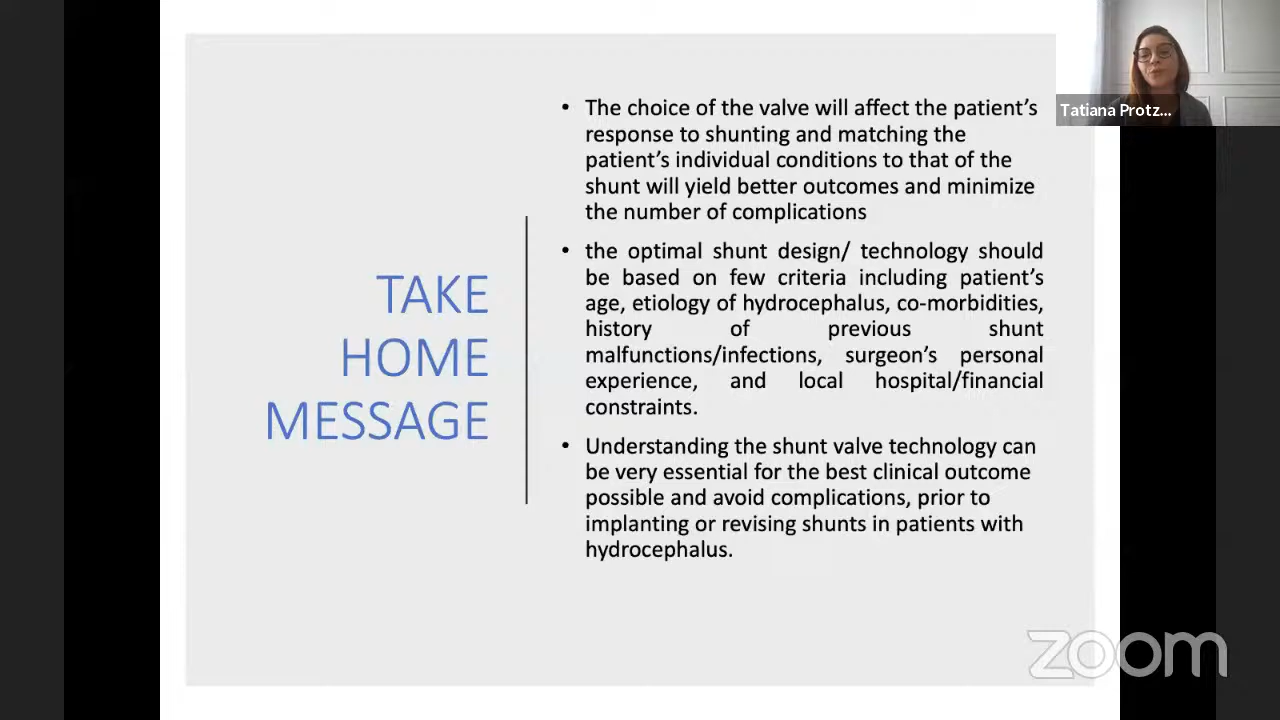 TAKE
HOME
MESSAGE
• The choice of the valve will affect the patient’s
response to shunting and matching the
patient’s individual conditions to that of the
shunt will yield better outcomes and minimize
the number of complications
• the optimal shunt design/ technology should
be based on few criteria including patient’s
age, etiology of hydrocephalus, co-morbidities,
history of previous shunt
malfunctions/infections, surgeon’s personal
experience, and local hospital/financial
constraints.
• Understanding the shunt valve technology can
be very essential for the best clinical outcome
possible and avoid complications, prior to
implanting or revising shunts in patients with
hydrocephalus.
Tatiana Protz...
zoom